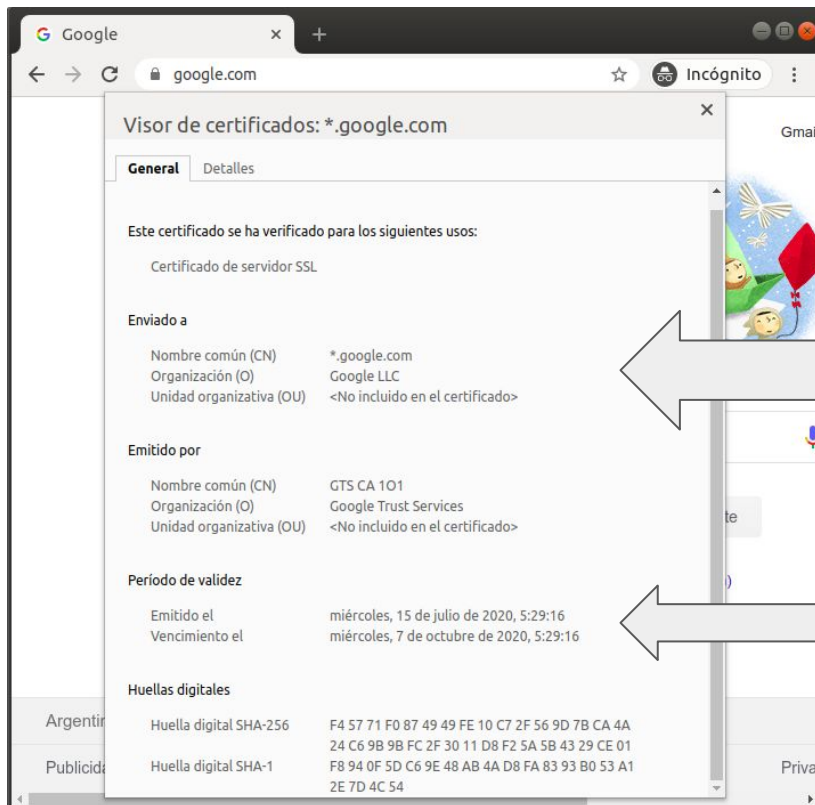 Google
google.com
Incógnito
Visor de certificados: *.google.com
Gmai
General Detalles
Este certificado se ha verificado para los siguientes usos:
Certificado de servidor SSL
Enviado a
Nombre común (CN) *.google.com
Organización (O) Google LLC
Unidad organizativa (OU) <No incluido en el certificado>
Emitido por
Nombre común (CN) GTS CA 1O1
Organización (O) Google Trust Services
Unidad organizativa (OU) <No incluido en el certificado>
te
Período de validez
)
Emitido el miércoles, 15 de julio de 2020, 5:29:16
Vencimiento el miércoles, 7 de octubre de 2020, 5:29:16
Huellas digitales
Argentin
Huella digital SHA-256 F4 57 71 F0 87 49 49 FE 10 C7 2F 56 9D 7B CA 4A
24 C6 9B 9B FC 2F 30 11 D8 F2 5A 5B 43 29 CE 01
Publicida
Huella digital SHA-1 F8 94 0F 5D C6 9E 48 AB 4A D8 FA 83 93 B0 53 A1
Priva
2E 7D 4C 54